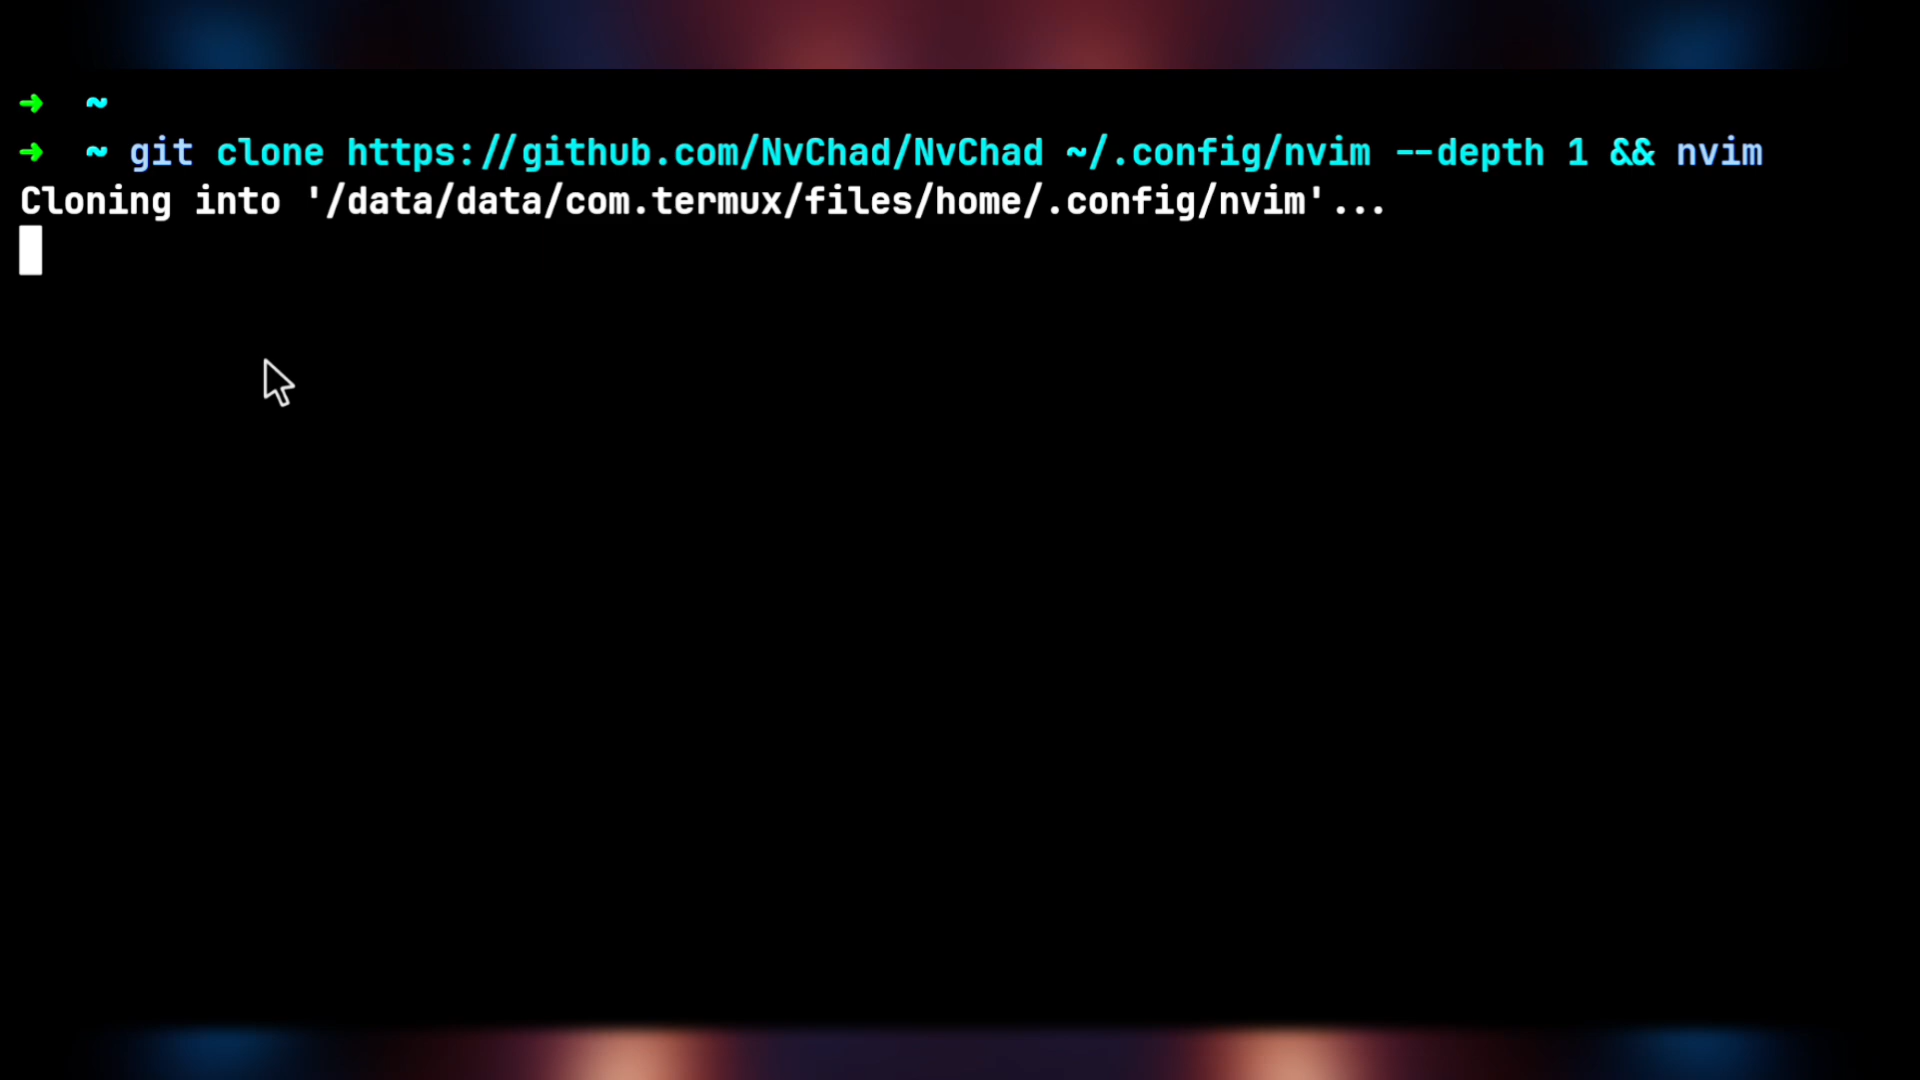 ➜  ~
➜  ~ git clone https://github.com/NvChad/NvChad ~/.config/nvim --depth 1 && nvim
Cloning into '/data/data/com.termux/files/home/.config/nvim'...